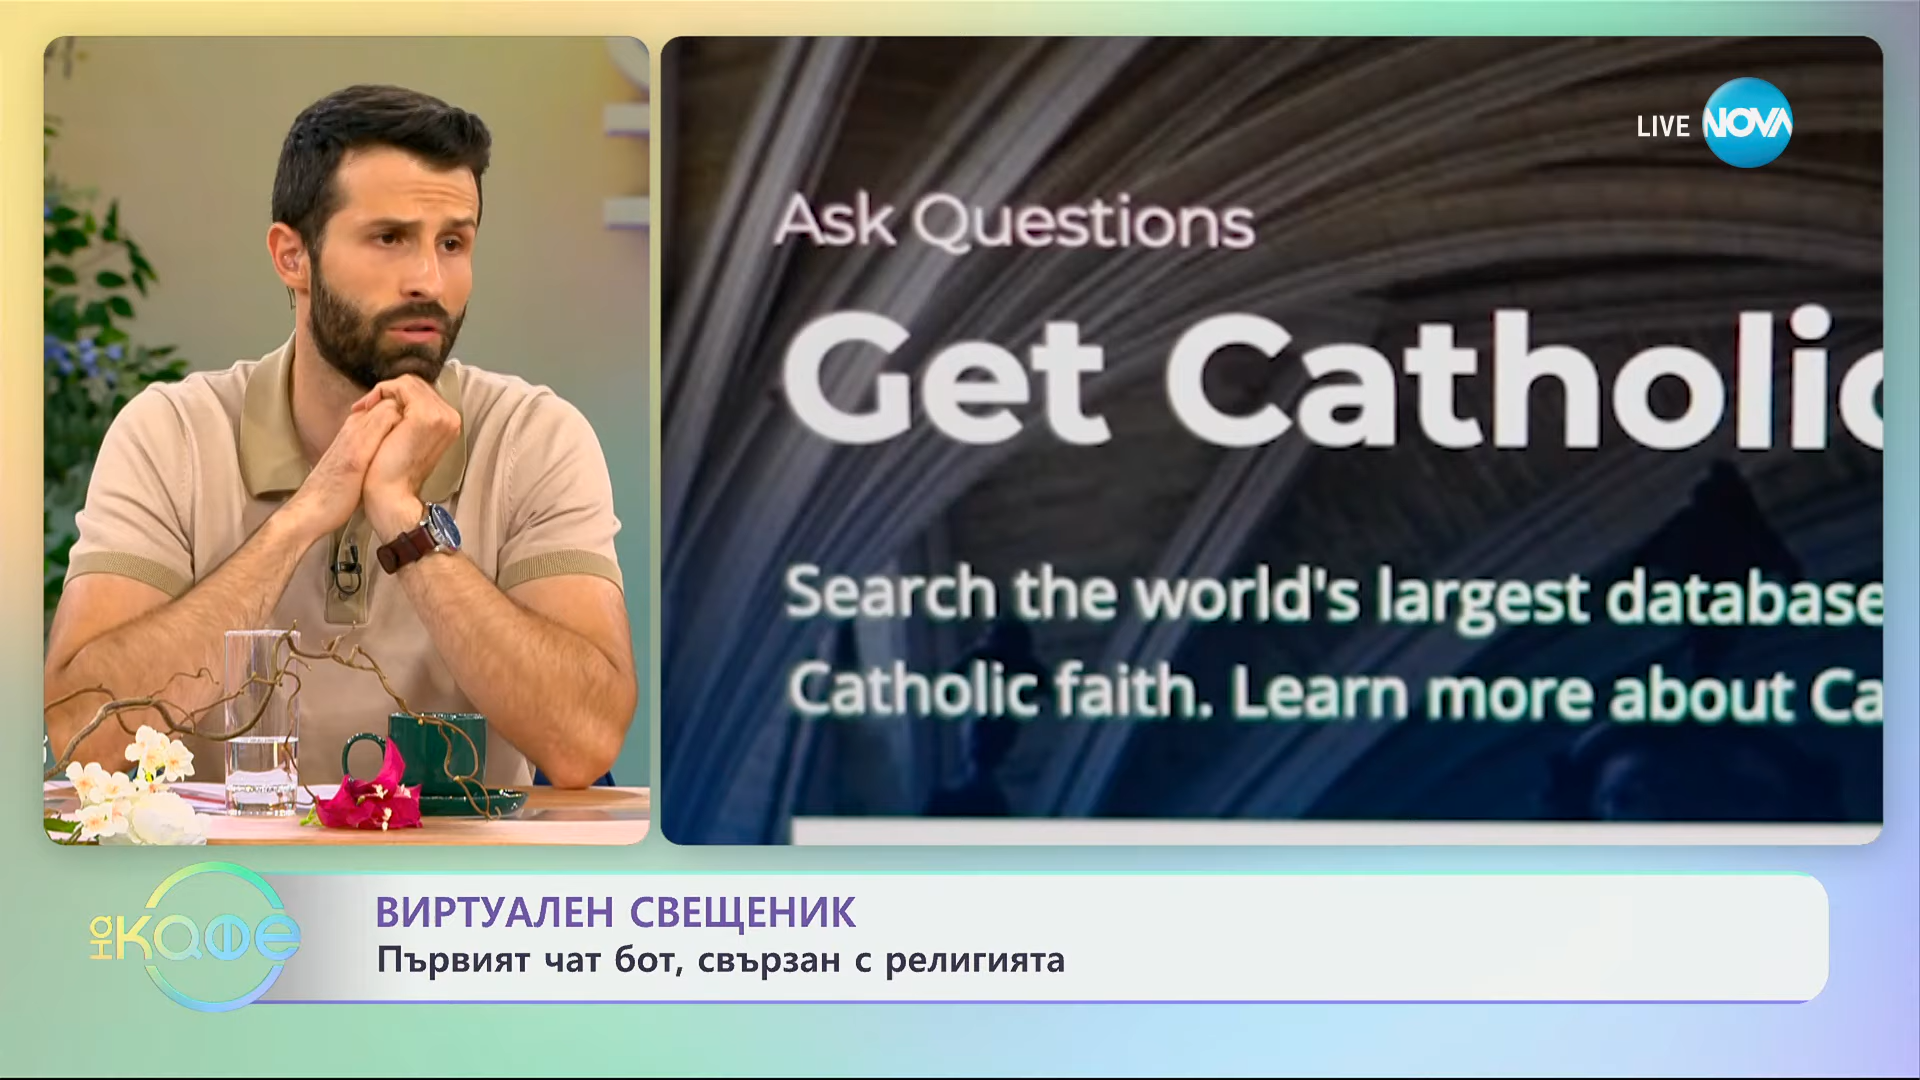 LIVE NOVA
Ask Questions
Get Catholic
Search the world's largest database
Catholic faith. Learn more about Ca
на кафе
ВИРТУАЛЕН СВЕЩЕНИК
Първият чат бот, свързан с религията